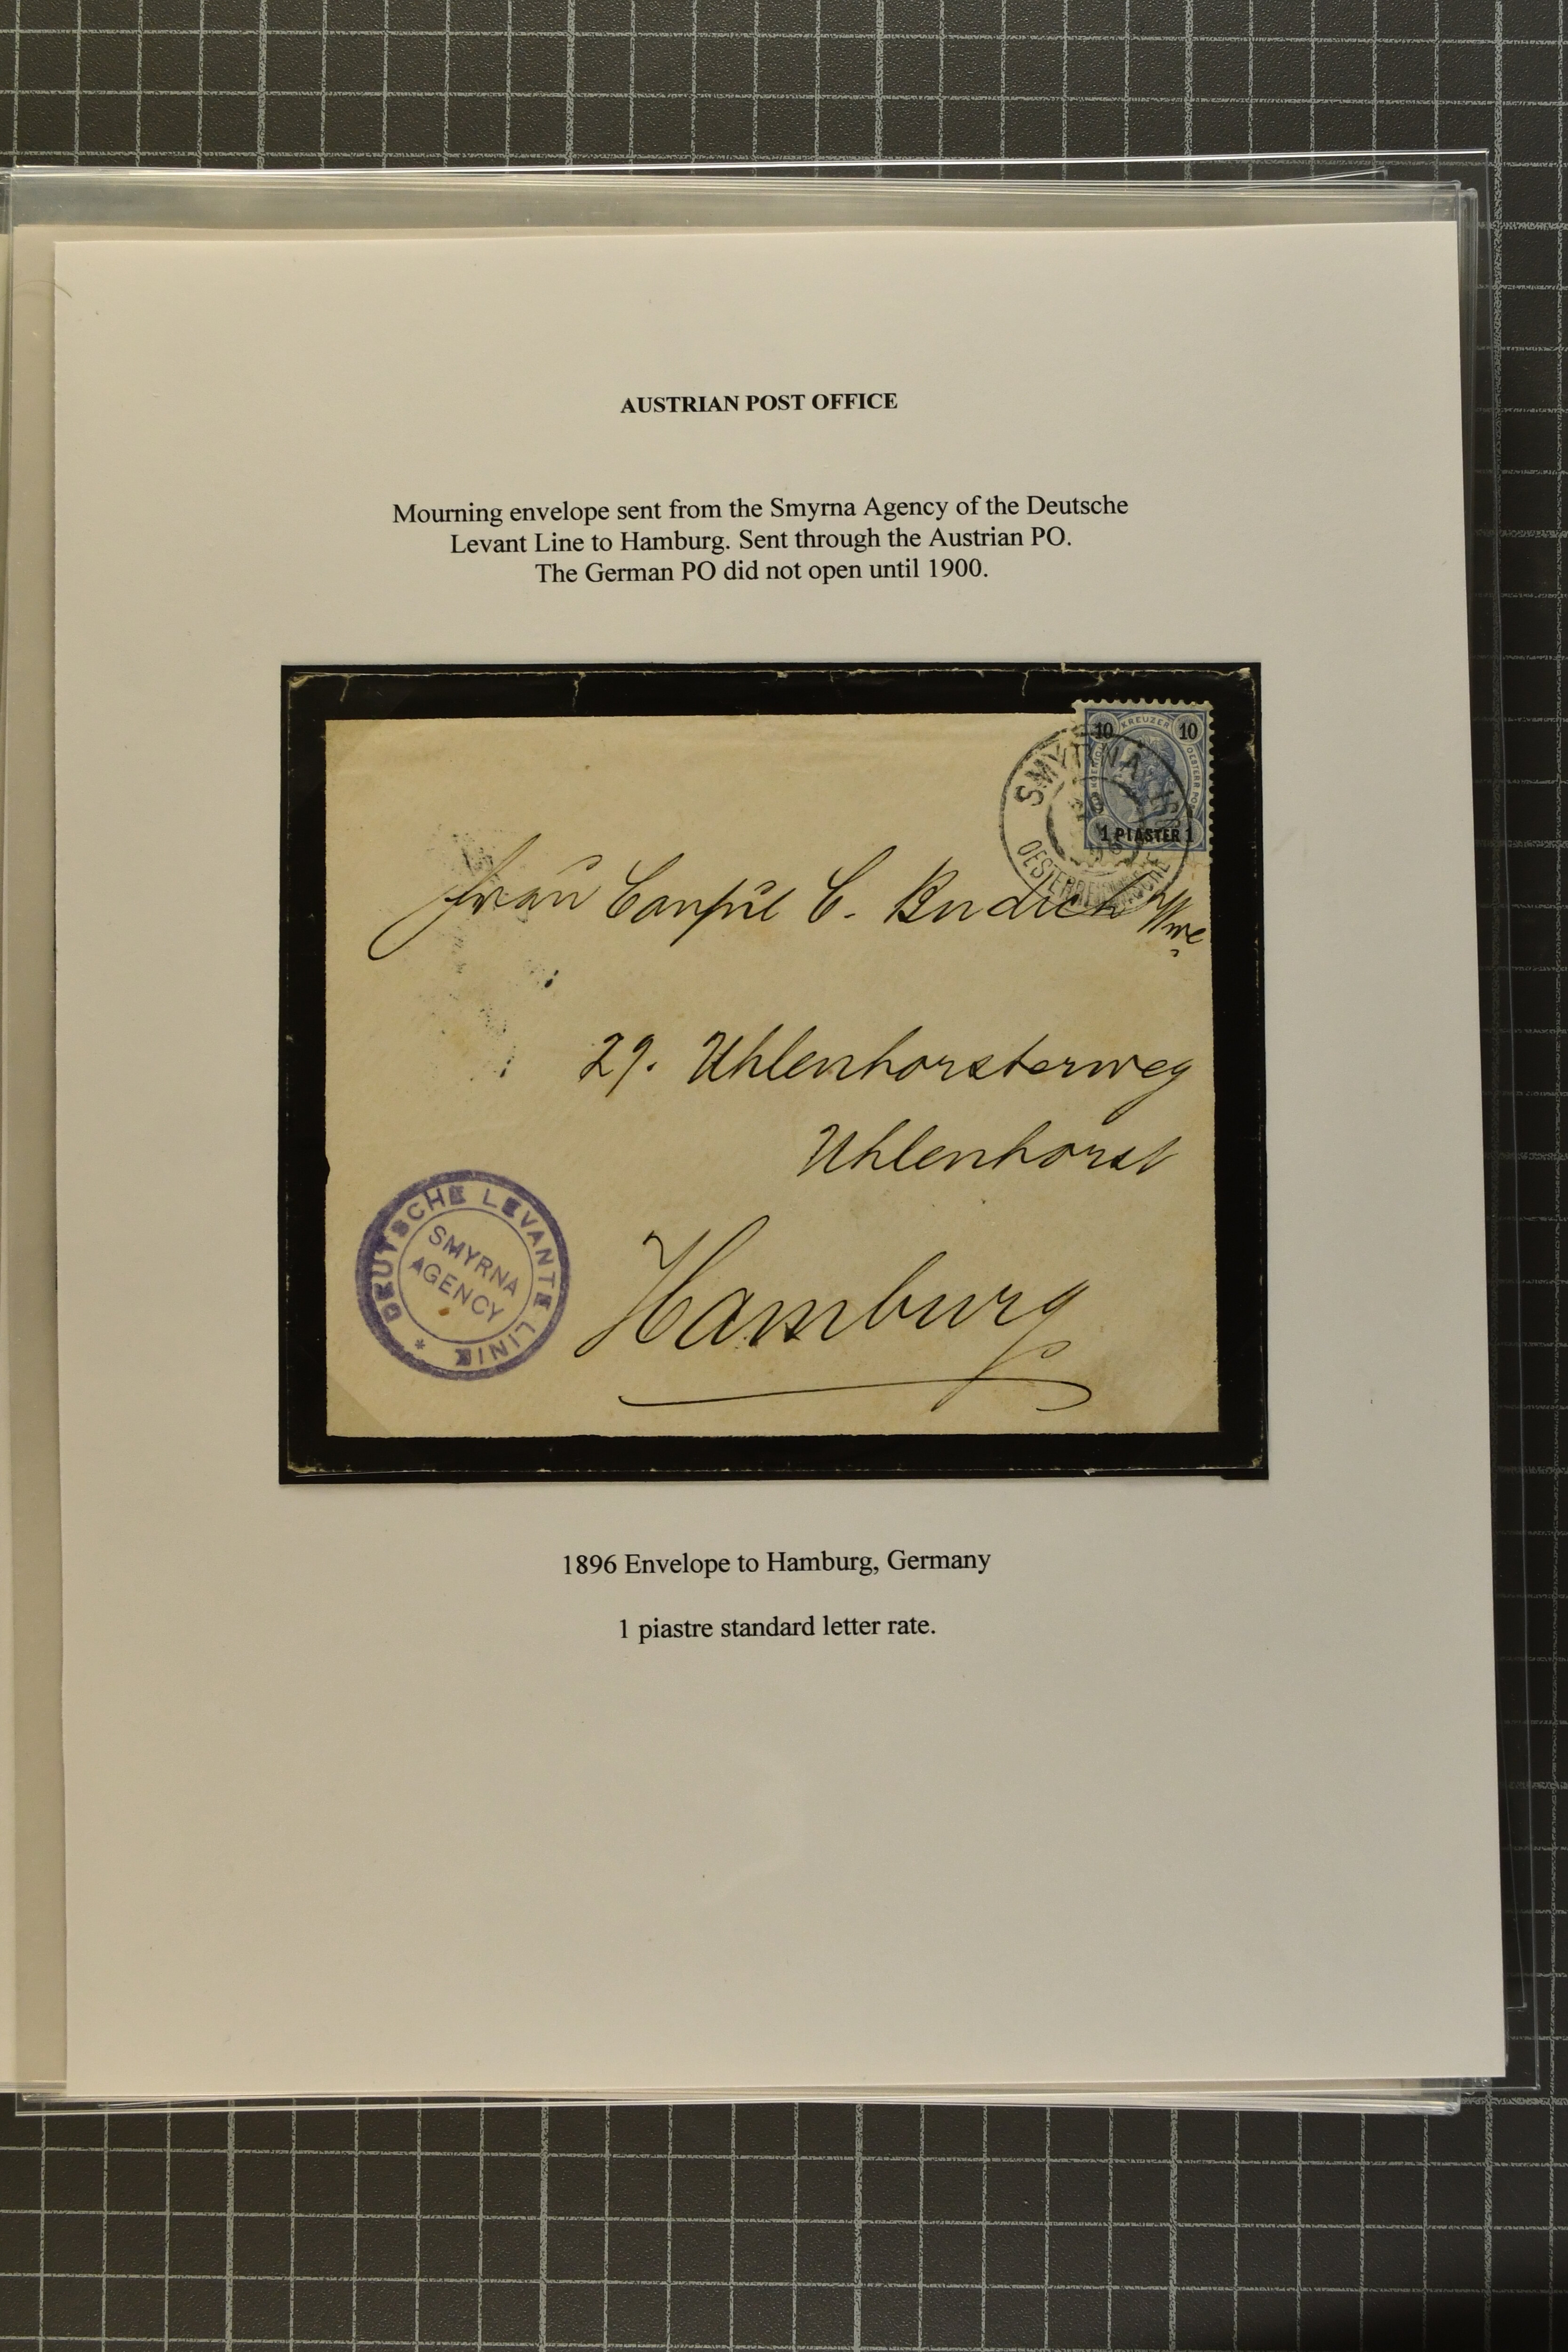 AUSTRIAN POST OFFICE
Mourning envelope sent from the Smyrna Agency of the Deutsche
Levant Line to Hamburg. Sent through the Austrian PO.
The German PO did not open until 1900.
10 KREUZER 10
1 PIASTER 1
SMYRNA
OESTERREICHISCHE
Frau Consul C. Wwe
29. Uhlenhorsterweg
Uhlenhorst
Hamburg
* DEUTSCHE LEVANTE LINIE
SMYRNA
AGENCY
1896 Envelope to Hamburg, Germany
1 piastre standard letter rate.